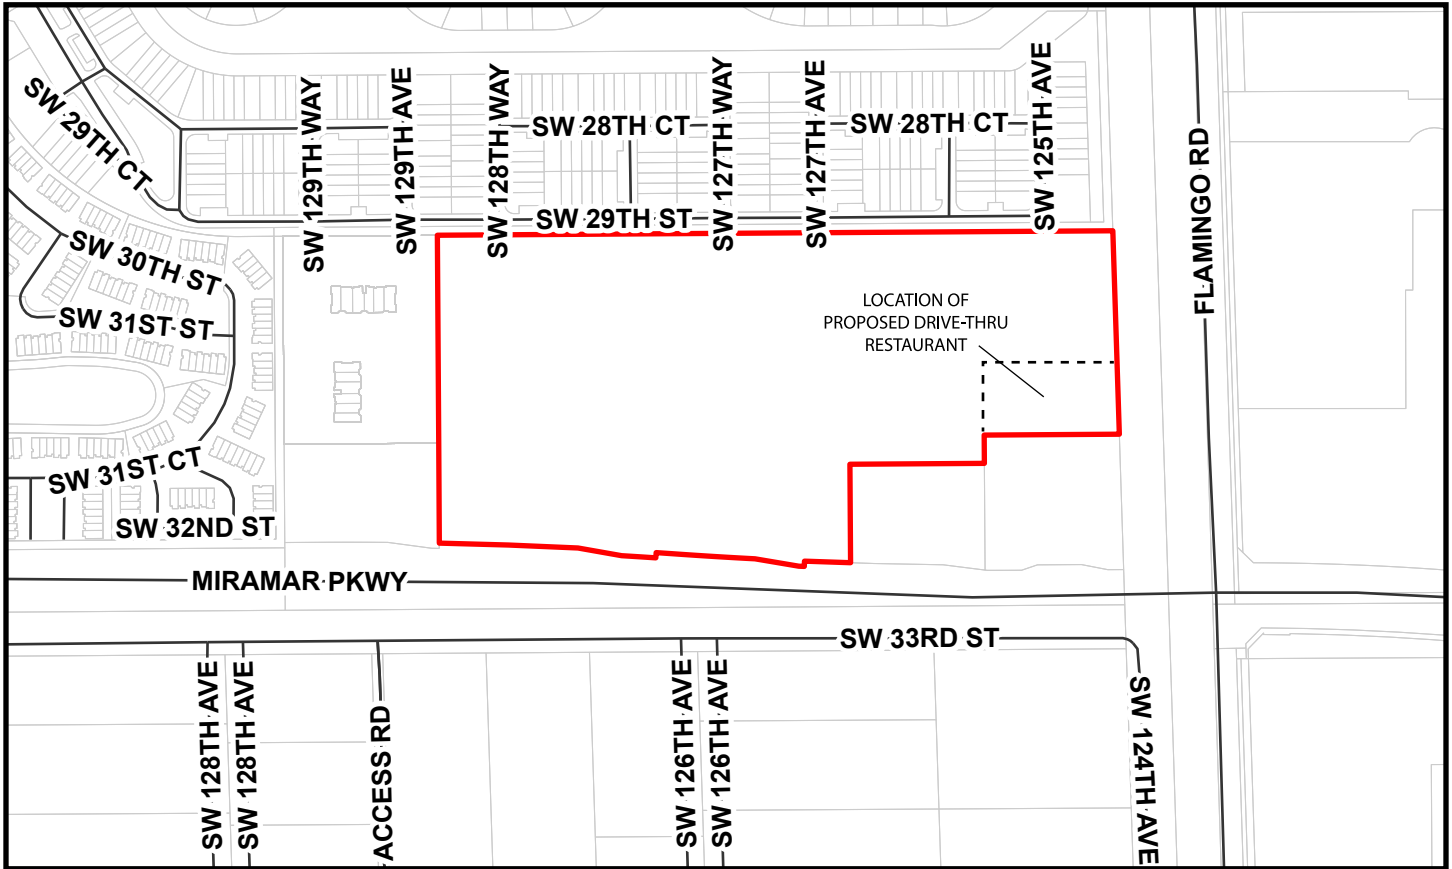 SW 129TH WAY
SW 129TH AVE
SW 128TH WAY
SW 28TH CT
SW 127TH WAY
SW 127TH AVE
SW 28TH CT
SW 125TH AVE
SW 29TH CT
SW 29TH ST
FLAMINGO RD
SW 30TH ST
SW 31ST ST
LOCATION OF
PROPOSED DRIVE-THRU
RESTAURANT
SW 31ST CT
SW 32ND ST
MIRAMAR PKWY
SW 33RD ST
SW 128TH AVE
SW 128TH AVE
ACCESS RD
SW 126TH AVE
SW 126TH AVE
SW 124TH AVE